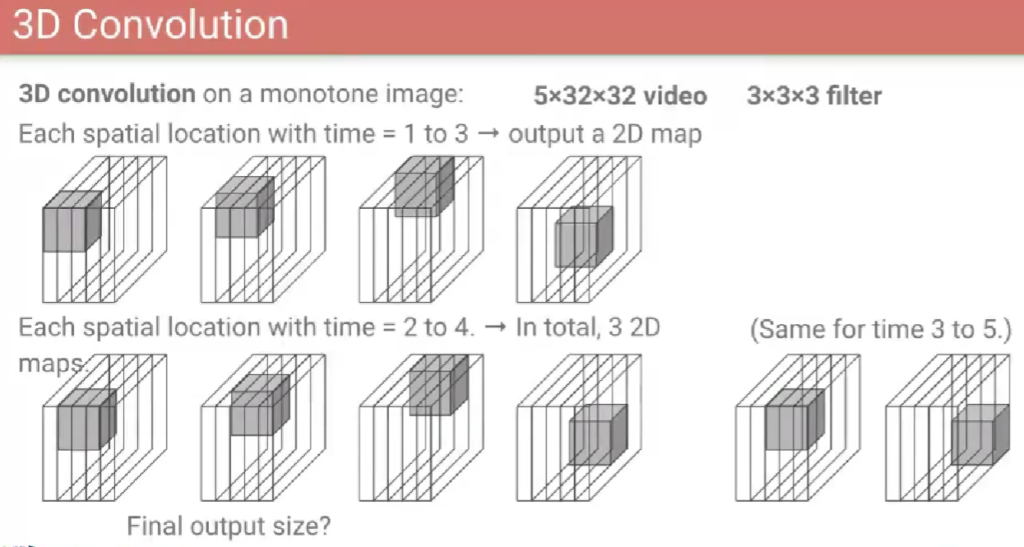 3D Convolution
3D convolution on a monotone image: 5×32×32 video 3×3×3 filter
Each spatial location with time = 1 to 3 → output a 2D map
Each spatial location with time = 2 to 4. → In total, 3 2D
maps.
(Same for time 3 to 5.)
Final output size?